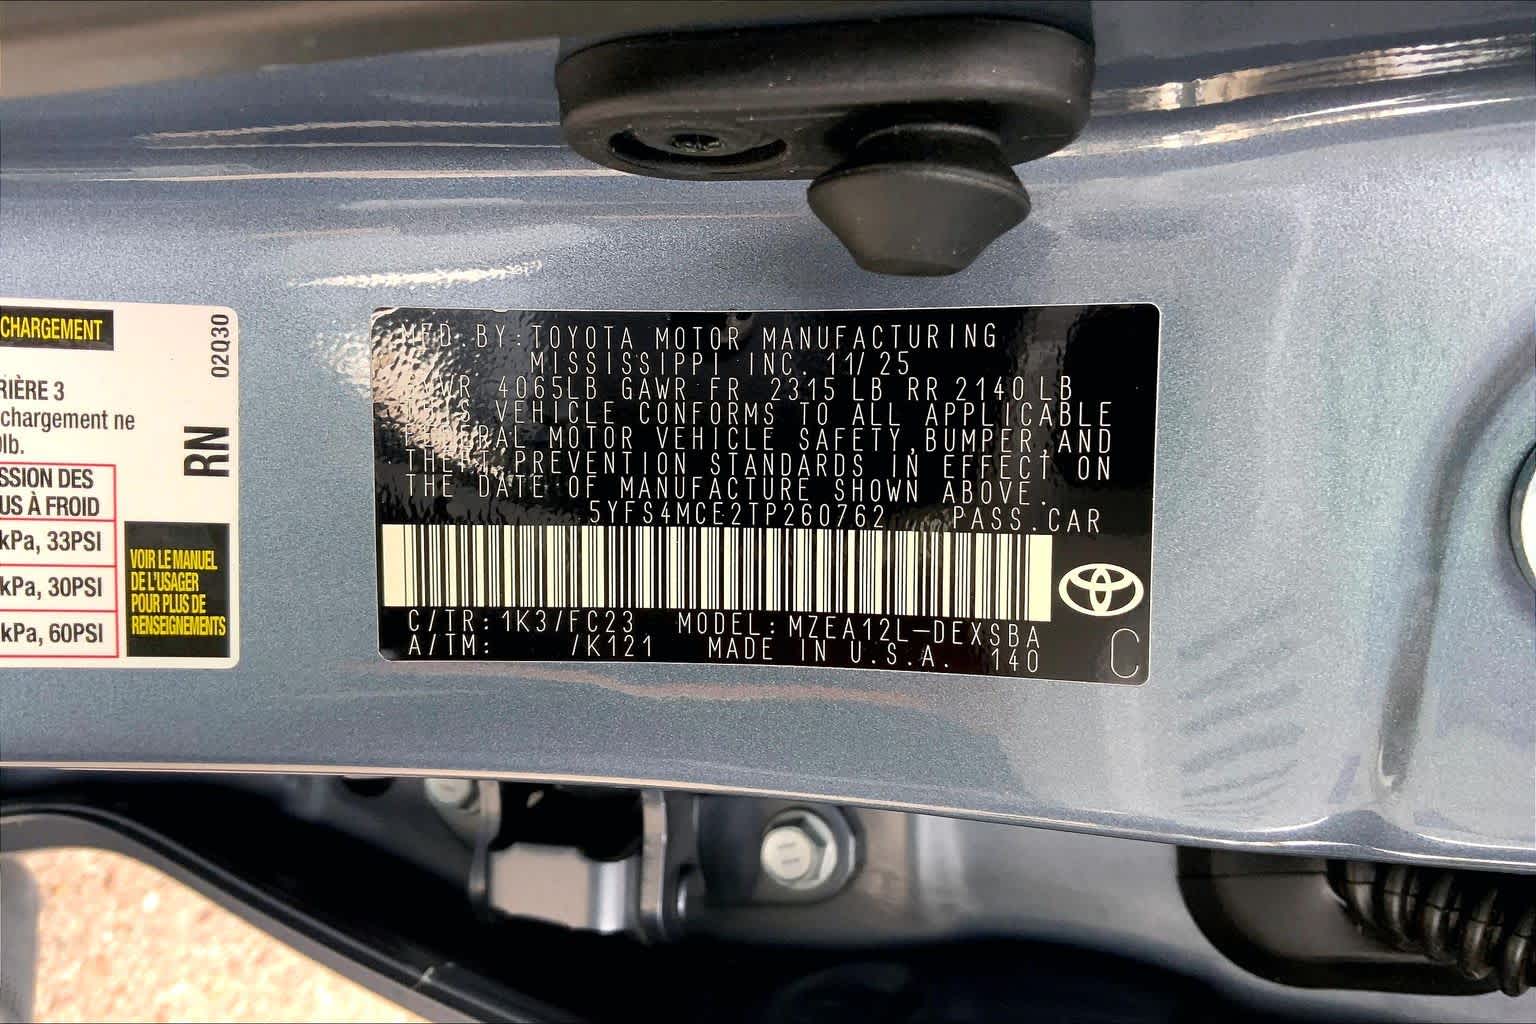 CHARGEMENT
02Q30
RIÈRE 3
chargement ne
lb.
RN
SSION DES
US À FROID
kPa, 33PSI
kPa, 30PSI
kPa, 60PSI
VOIR LE MANUEL
DE L'USAGER
POUR PLUS DE
RENSEIGNEMENTS
MFD BY: TOYOTA MOTOR MANUFACTURING
MISSISSIPPI INC. 11/25
GVWR 4065LB GAWR FR 2315 LB RR 2140 LB
THIS VEHICLE CONFORMS TO ALL APPLICABLE
FEDERAL MOTOR VEHICLE SAFETY, BUMPER, AND
THEFT PREVENTION STANDARDS IN EFFECT ON
THE DATE OF MANUFACTURE SHOWN ABOVE.
5YFS4MCE2TP260762 PASS.CAR
C/TR: 1K3/FC23 MODEL: MZEA12L-DEXSBA
A/TM: /K121 MADE IN U.S.A. 140
C